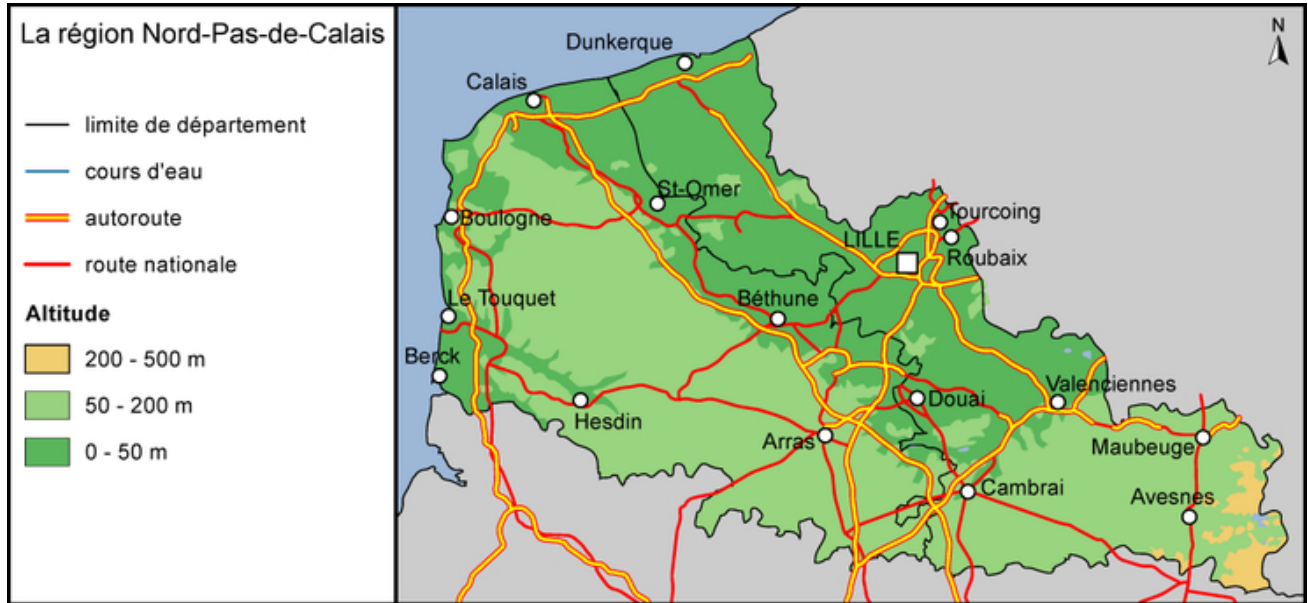 La région Nord-Pas-de-Calais
limite de département
cours d'eau
autoroute
route nationale
Altitude
200 - 500 m
50 - 200 m
0 - 50 m
N
Dunkerque
Calais
St-Omer
Tourcoing
Boulogne
LILLE
Roubaix
Le Touquet
Béthune
Berck
Valenciennes
Douai
Hesdin
Arras
Maubeuge
Cambrai
Avesnes